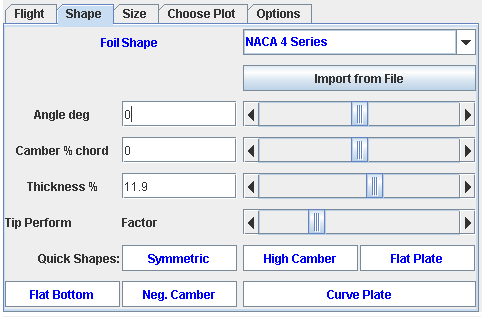 Flight Shape Size Choose Plot Options
Foil Shape NACA 4 Series
Import from File
Angle deg 0
Camber % chord 0
Thickness % 11.9
Tip Perform Factor
Quick Shapes: Symmetric High Camber Flat Plate
Flat Bottom Neg. Camber Curve Plate